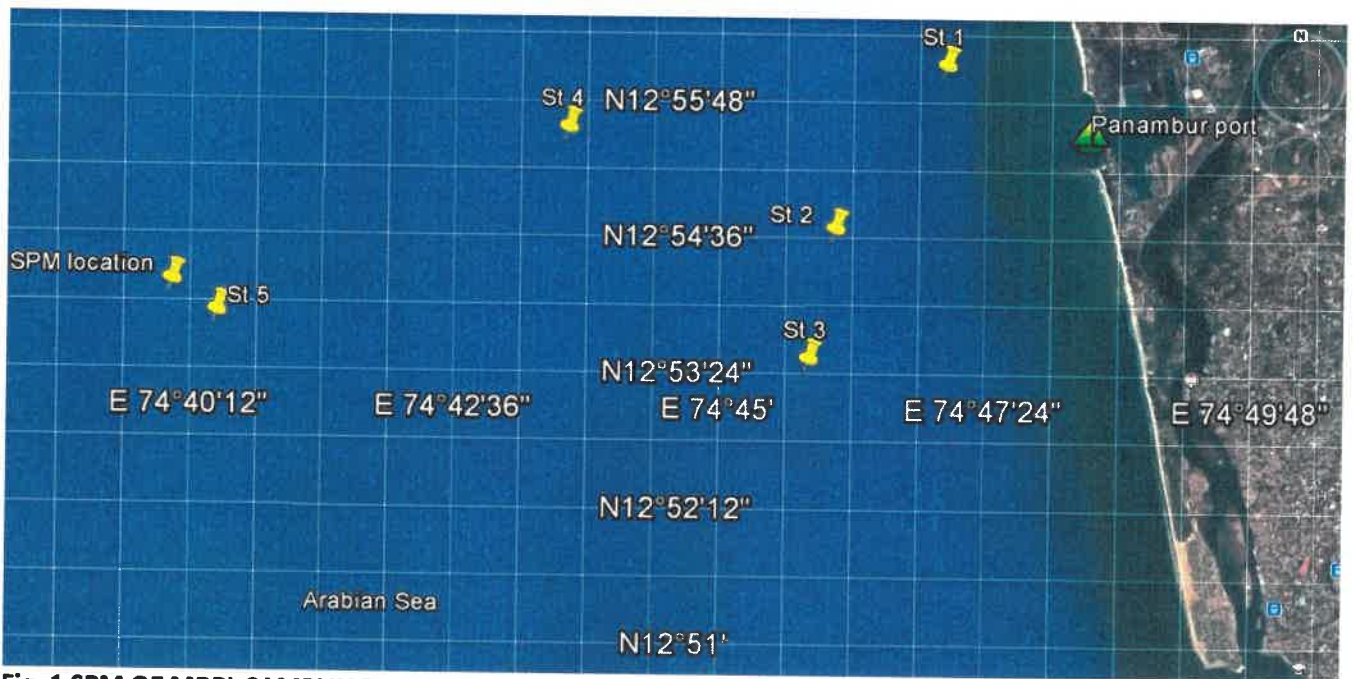 St 1
N
St 4
N12°55'48"
Panambur port
St 2
N12°54'36"
SPM location
St 5
St 3
N12°53'24"
E 74°40'12"
E 74°42'36"
E 74°45'
E 74°47'24"
E 74°49'48"
N12°52'12"
Arabian Sea
N12°51'